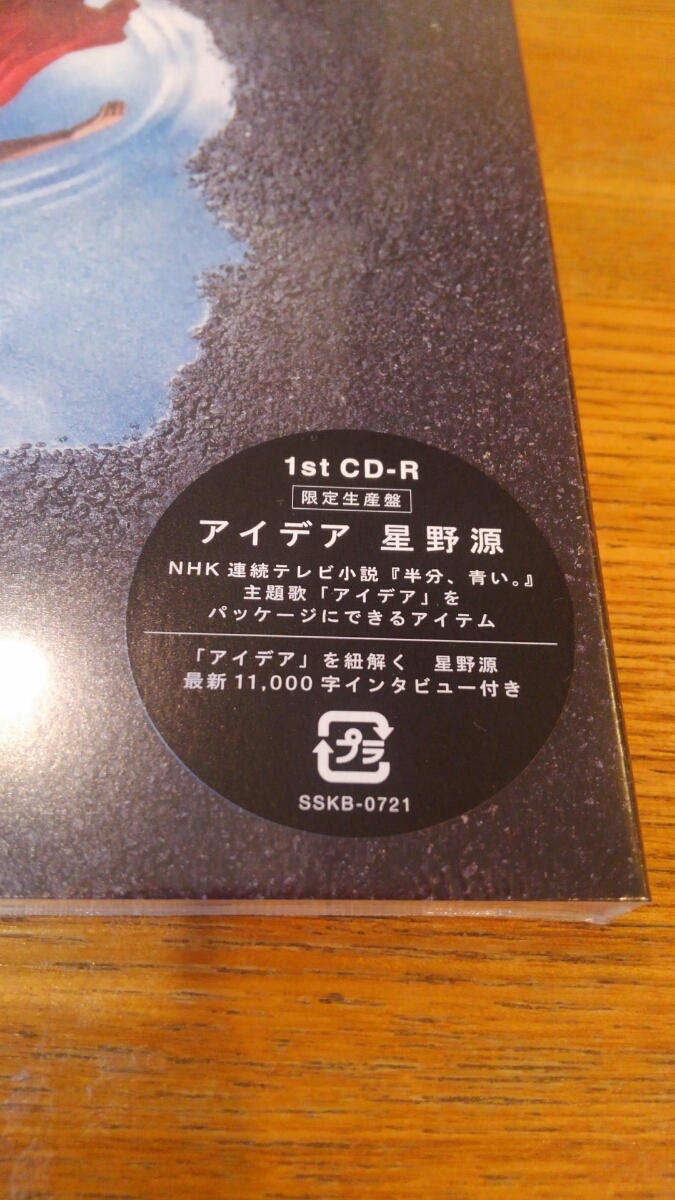 1st CD-R
限定生産盤
アイデア 星野源
NHK 連続テレビ小説『半分、青い。』
主題歌「アイデア」を
パッケージにできるアイテム
「アイデア」を紐解く 星野源
最新 11,000 字インタビュー付き
プラ
SSKB-0721